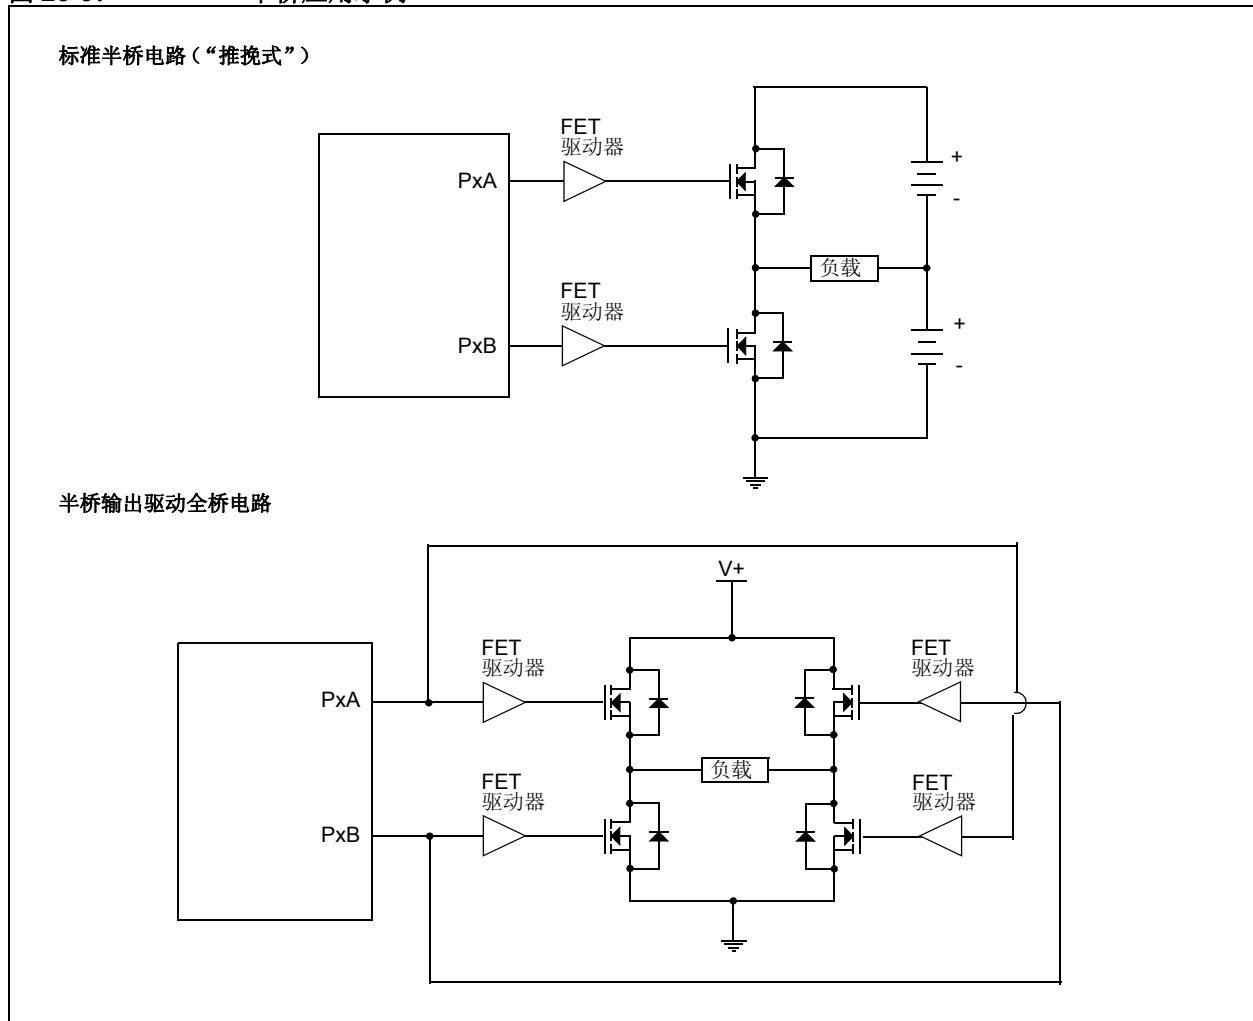 标准半桥电路（“推挽式”）
FET
驱动器
PxA
+
-
负载
FET
驱动器
PxB
+
-
半桥输出驱动全桥电路
V+
FET
驱动器
FET
驱动器
PxA
负载
FET
驱动器
FET
驱动器
PxB